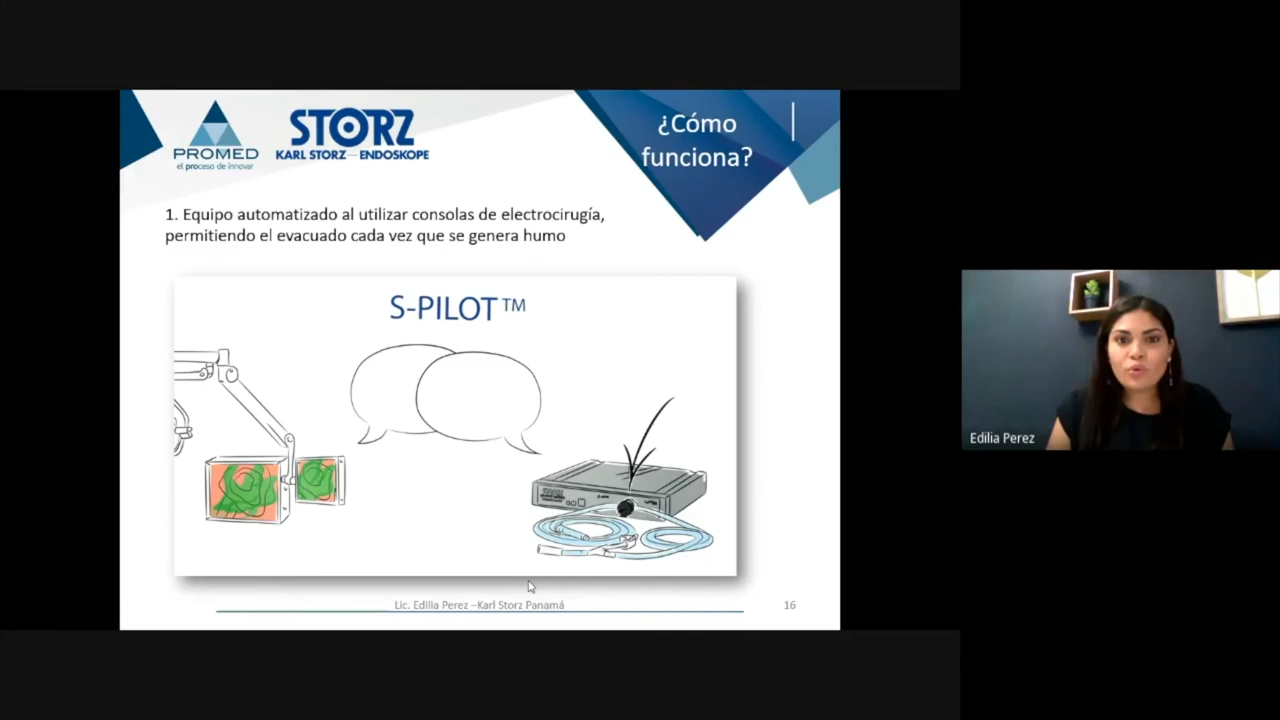 PROMED
el proceso de innovar
STORZ
KARL STORZ—ENDOSKOPE
¿Cómo
funciona?
1. Equipo automatizado al utilizar consolas de electrocirugía,
permitiendo el evacuado cada vez que se genera humo
S-PILOT™
Lic. Edilia Perez –Karl Storz Panamá
16
Edilia Perez